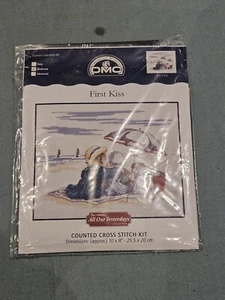 DMC
First Kiss
All Our Yesterdays
COUNTED CROSS STITCH KIT
Dimensions: (approx.) 10 x 8" - 25.5 x 20 cm